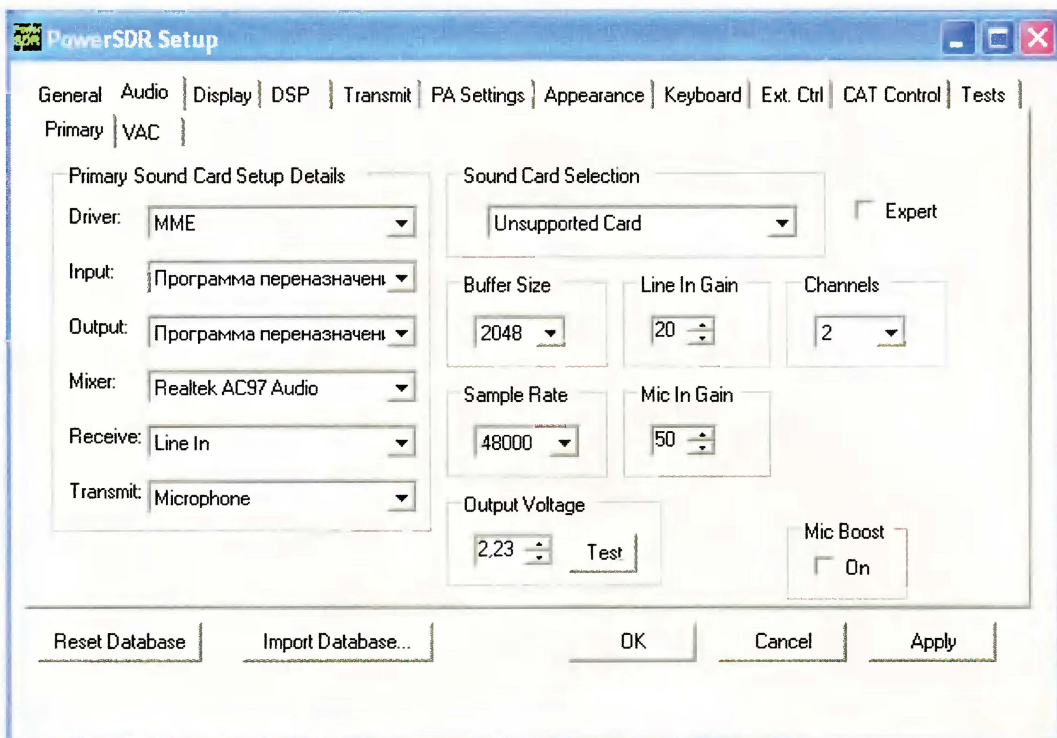 PowerSDR Setup
General Audio Display DSP Transmit PA Settings Appearance Keyboard Ext. Ctrl CAT Control Tests
Primary VAC
Primary Sound Card Setup Details
Driver: MME
Input: Программа переназначени
Output: Программа переназначени
Mixer: Realtek AC97 Audio
Receive: Line In
Transmit: Microphone
Sound Card Selection
Unsupported Card
Expert
Buffer Size
2048
Line In Gain
20
Channels
2
Sample Rate
48000
Mic In Gain
50
Output Voltage
2,23 Test
Mic Boost
On
Reset Database Import Database... OK Cancel Apply